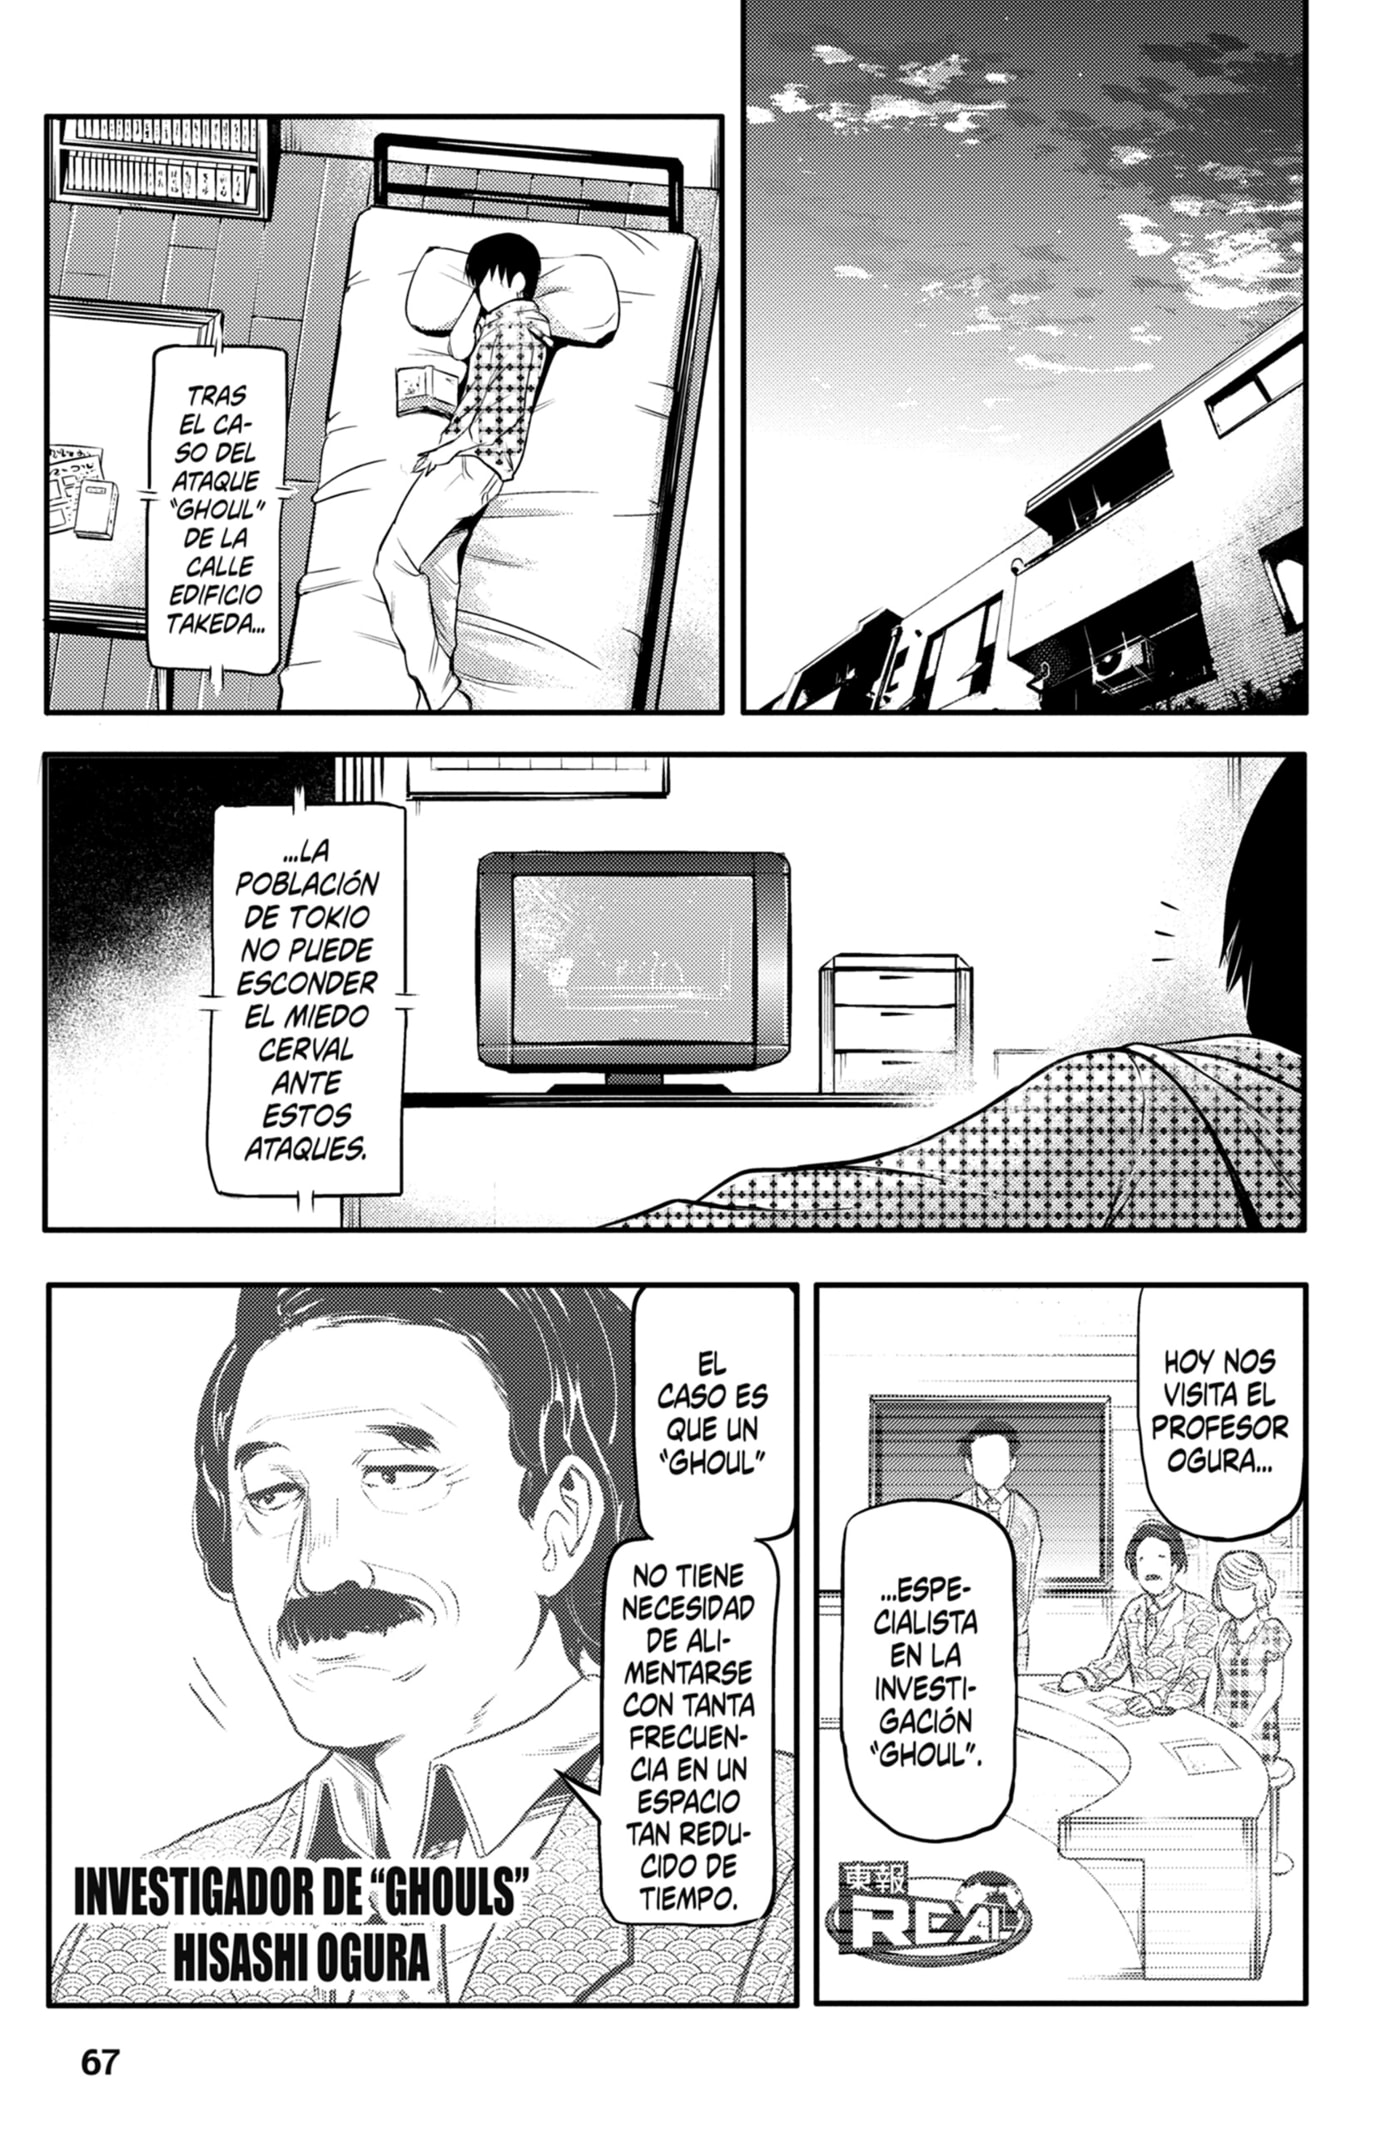 TRAS
EL CA-
SO DEL
ATAQUE
"GHOUL"
DE LA
CALLE
EDIFICIO
TAKEDA...
...LA
POBLACIÓN
DE TOKIO
NO PUEDE
ESCONDER
EL MIEDO
CERVAL
ANTE
ESTOS
ATAQUES.
HOY NOS
VISITA EL
PROFESOR
OGURA...
...ESPE-
CIALISTA
EN LA
INVESTI-
GACIÓN
"GHOUL".
東報
REAL
EL
CASO ES
QUE UN
"GHOUL"
NO TIENE
NECESIDAD
DE ALI-
MENTARSE
CON TANTA
FRECUEN-
CIA EN UN
ESPACIO
TAN REDU-
CIDO DE
TIEMPO.
INVESTIGADOR DE "GHOULS"
HISASHI OGURA
67